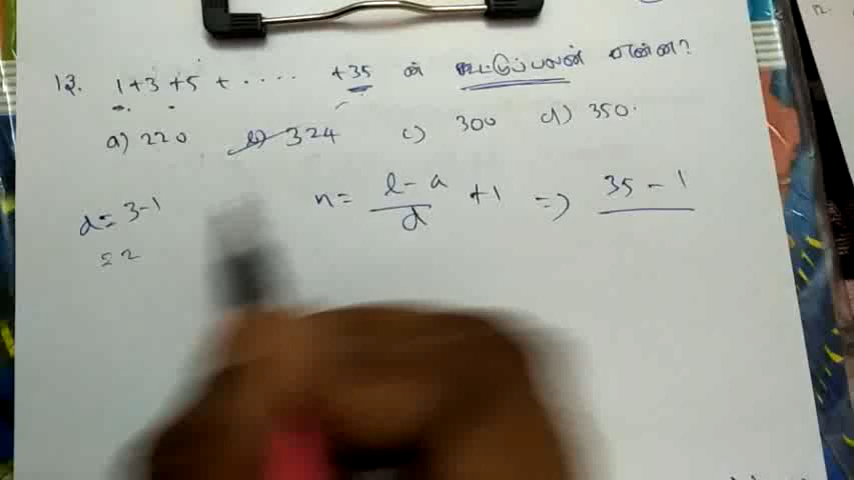 13. 1+3+5+.... +35 ன் கூட்டுப்பலன் என்ன?
a) 220 b) 324 c) 300 d) 350.
d = 3-1 n = l-a/d +1 => 35-1
= 2